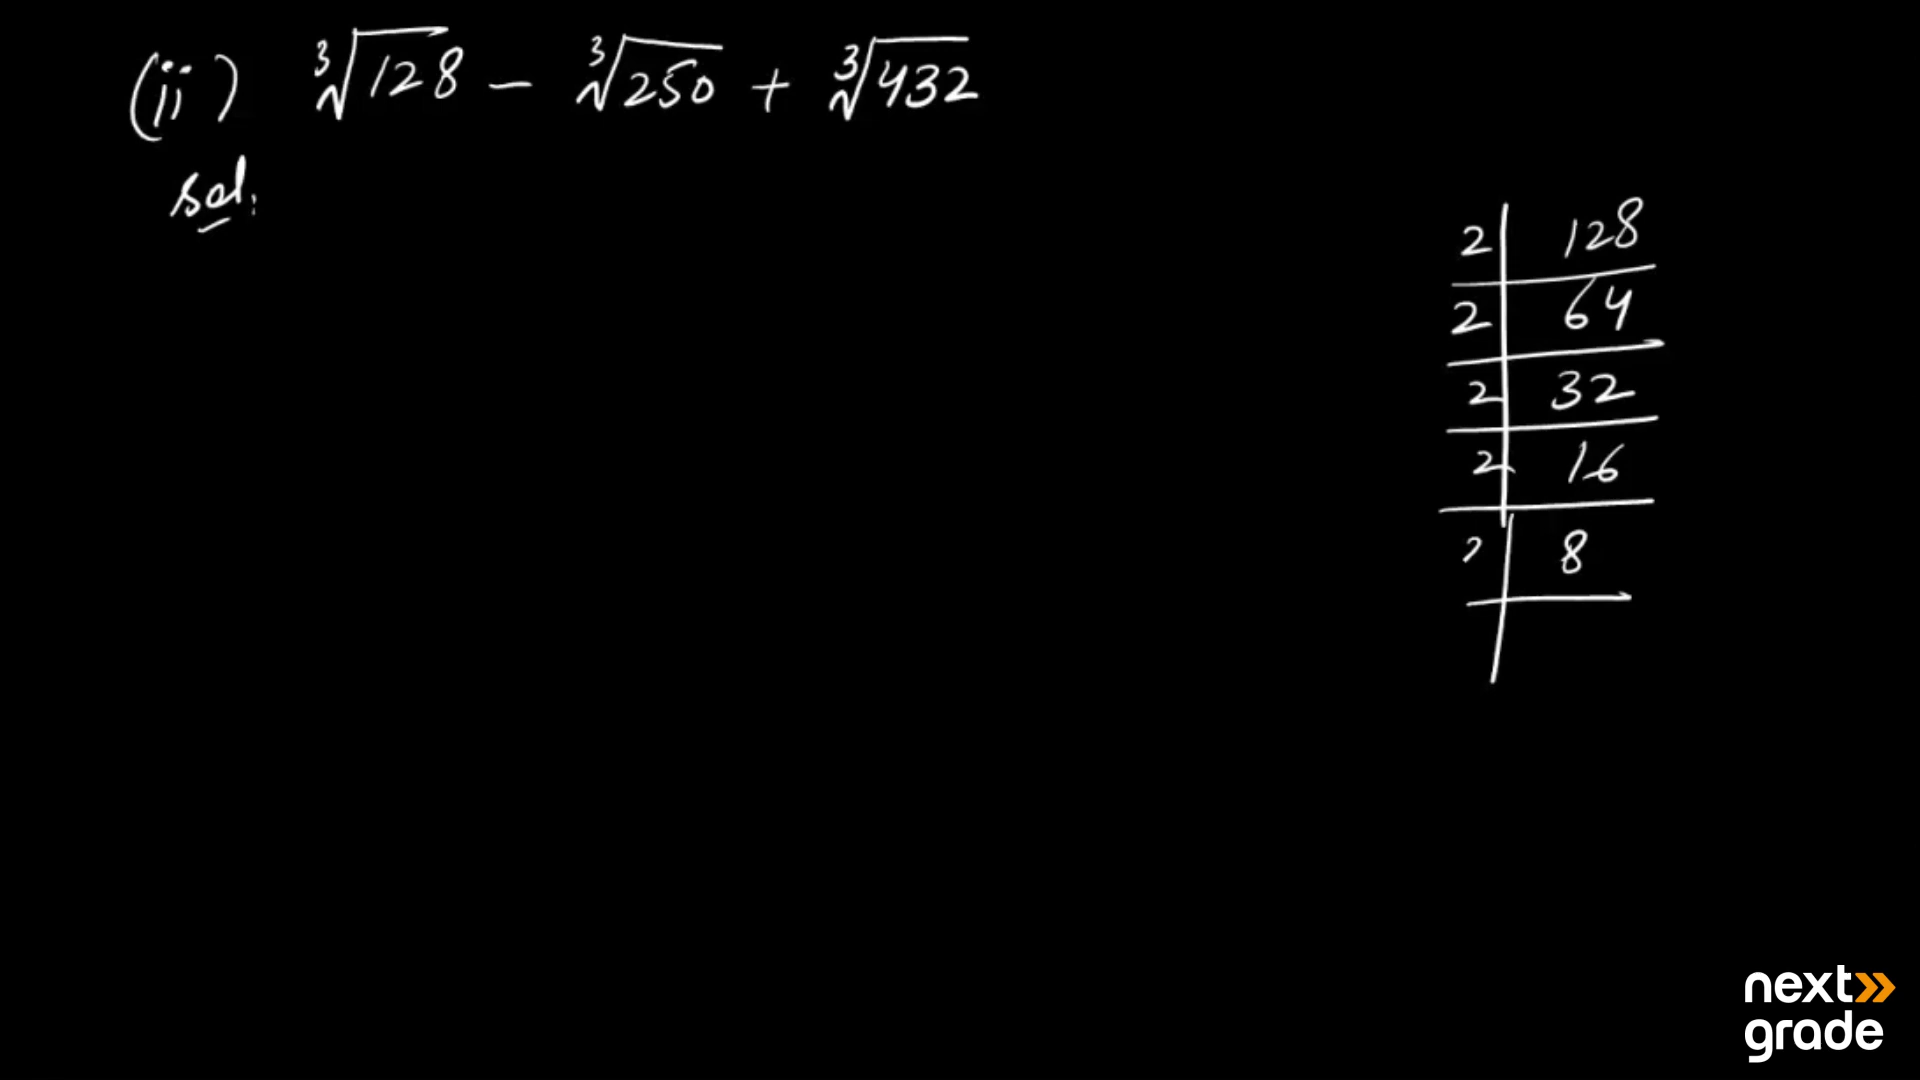 (ii) ∛128 - ∛250 + ∛432
sol.
2 | 128
2 | 64
2 | 32
2 | 16
2 | 8
next
grade